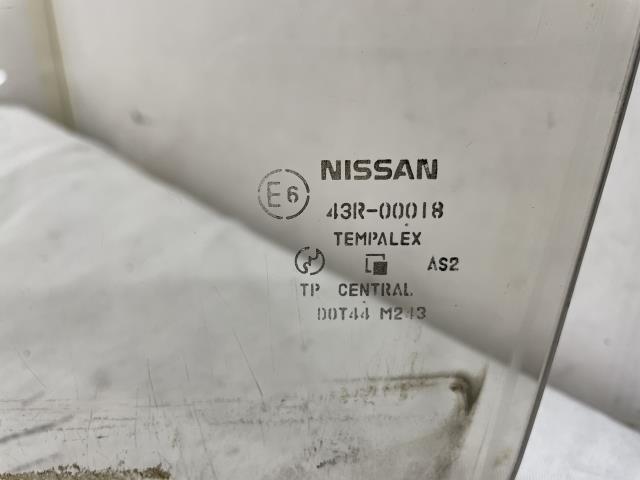 NISSAN
E6
43R-00018
TEMPALEX
AS2
TP CENTRAL
DOT44 M243